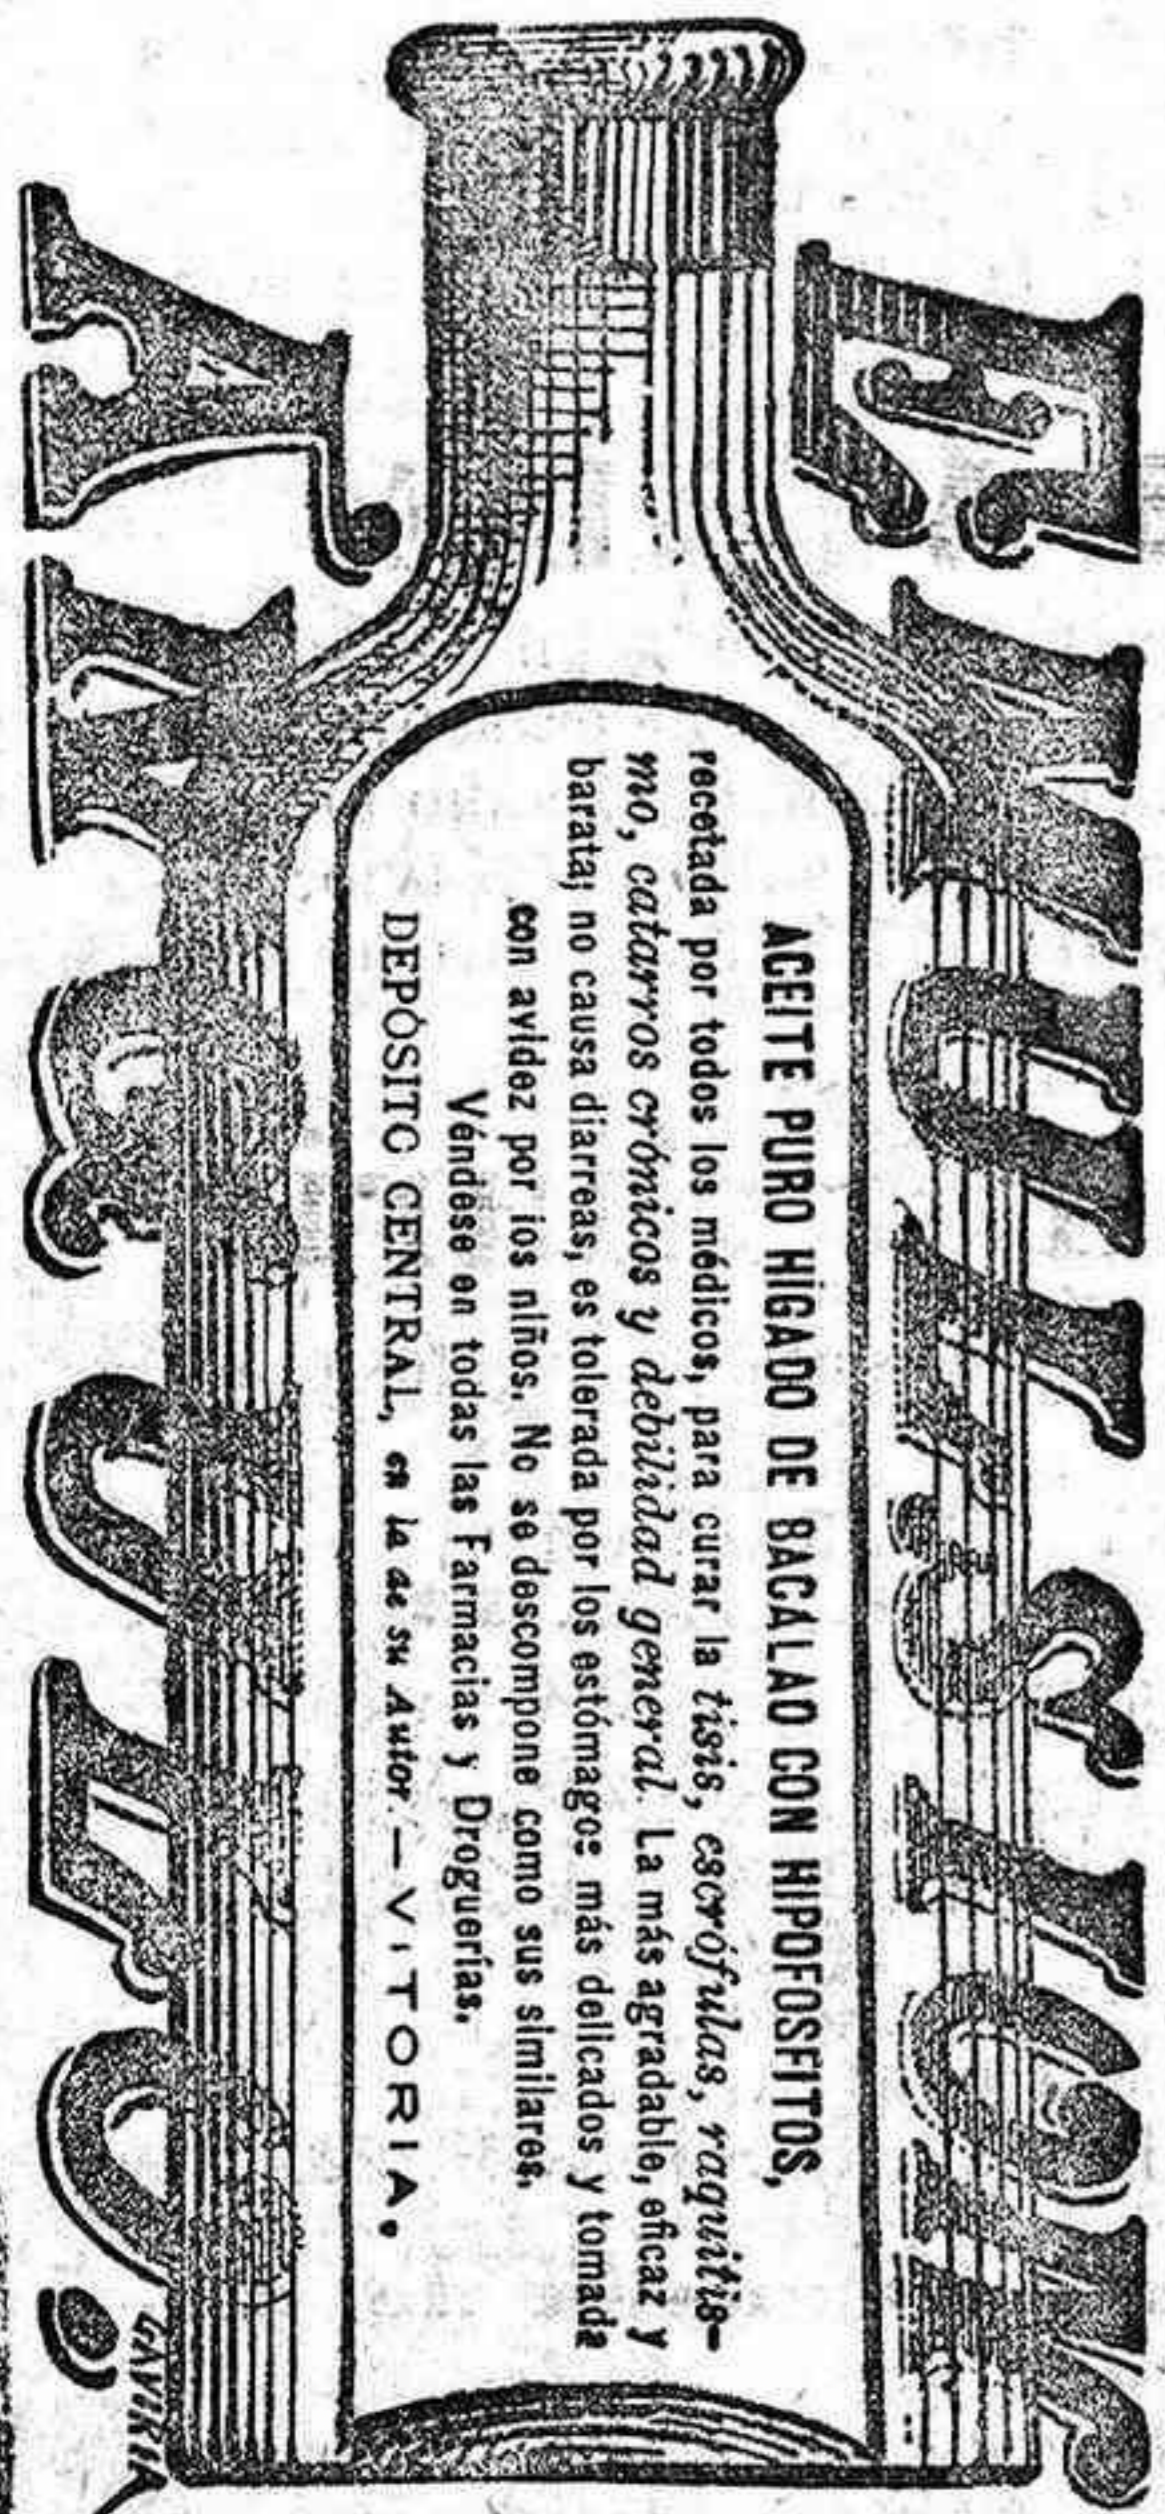 EMULSION
ACEITE PURO HÍGADO DE BACALAO CON HIPOFOSFITOS,
recetada por todos los médicos, para curar la tisis, escrófulas, raquitis-
mo, catarros crónicos y debilidad general. La más agradable, eficaz y
barata; no causa diarreas, es tolerada por los estómagos más delicados y tomada
con avidez por los niños. No se descompone como sus similares.
Véndese en todas las Farmacias y Droguerías.
DEPÓSITO CENTRAL, en la de su Autor.—VITORIA.